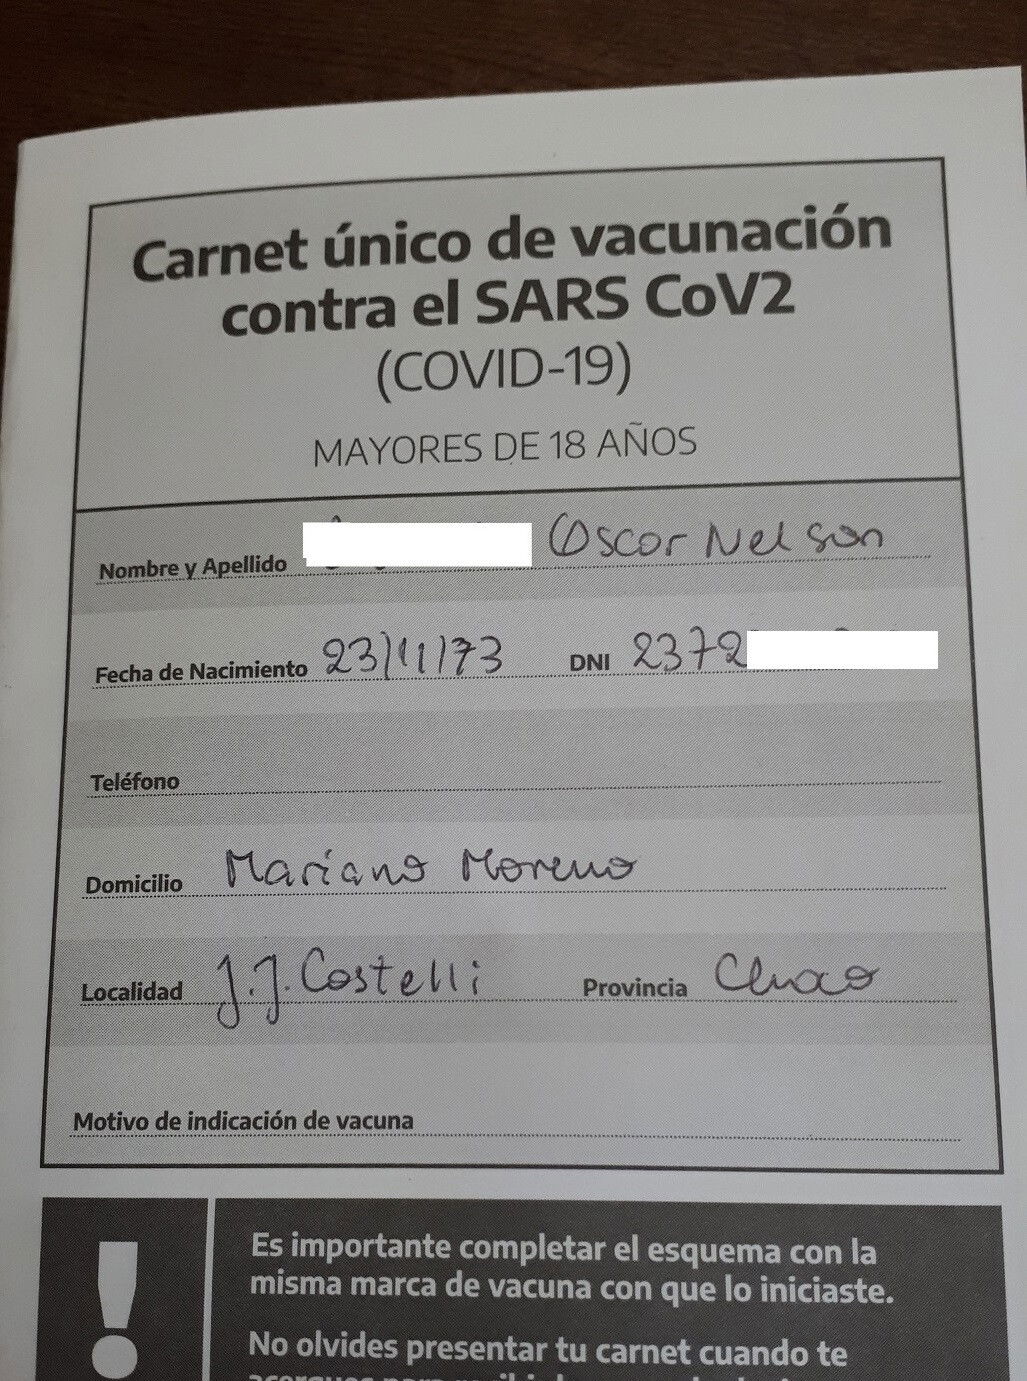 Carnet único de vacunación
contra el SARS CoV2
(COVID-19)
MAYORES DE 18 AÑOS
Nombre y Apellido Oscar Nelson
Fecha de Nacimiento 23/11/73 DNI 2372
Teléfono
Domicilio Mariano Moreno
Localidad J.J. Costelli Provincia Chaco
Motivo de indicación de vacuna
Es importante completar el esquema con la
misma marca de vacuna con que lo iniciaste.
No olvides presentar tu carnet cuando te